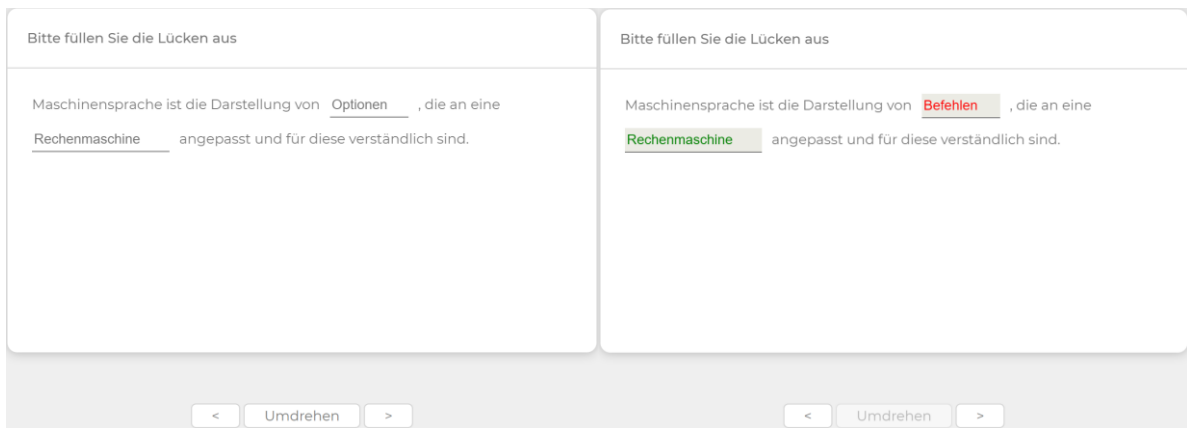 Bitte füllen Sie die Lücken aus
Maschinensprache ist die Darstellung von Optionen , die an eine
Rechenmaschine angepasst und für diese verständlich sind.
< Umdrehen >
Bitte füllen Sie die Lücken aus
Maschinensprache ist die Darstellung von Befehlen , die an eine
Rechenmaschine angepasst und für diese verständlich sind.
< Umdrehen >